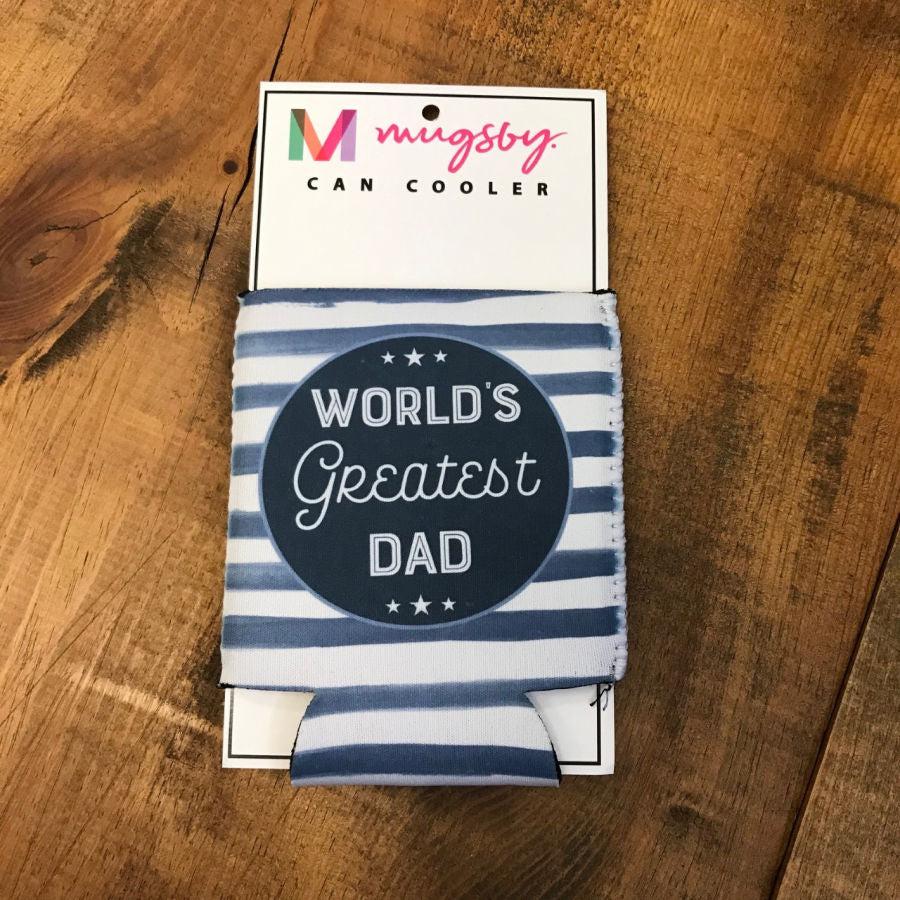 M mugsby.
CAN COOLER
WORLD'S
Greatest
DAD